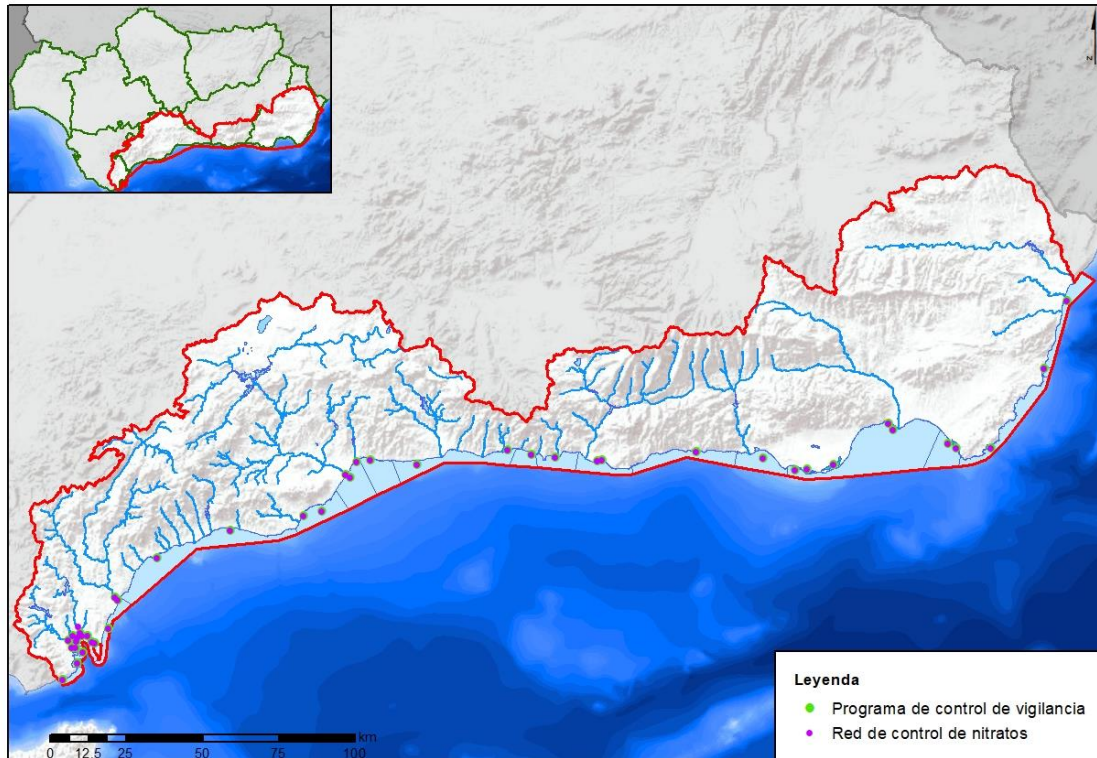 N
Leyenda
Programa de control de vigilancia
Red de control de nitratos
km
0 12.5 25 50 75 100